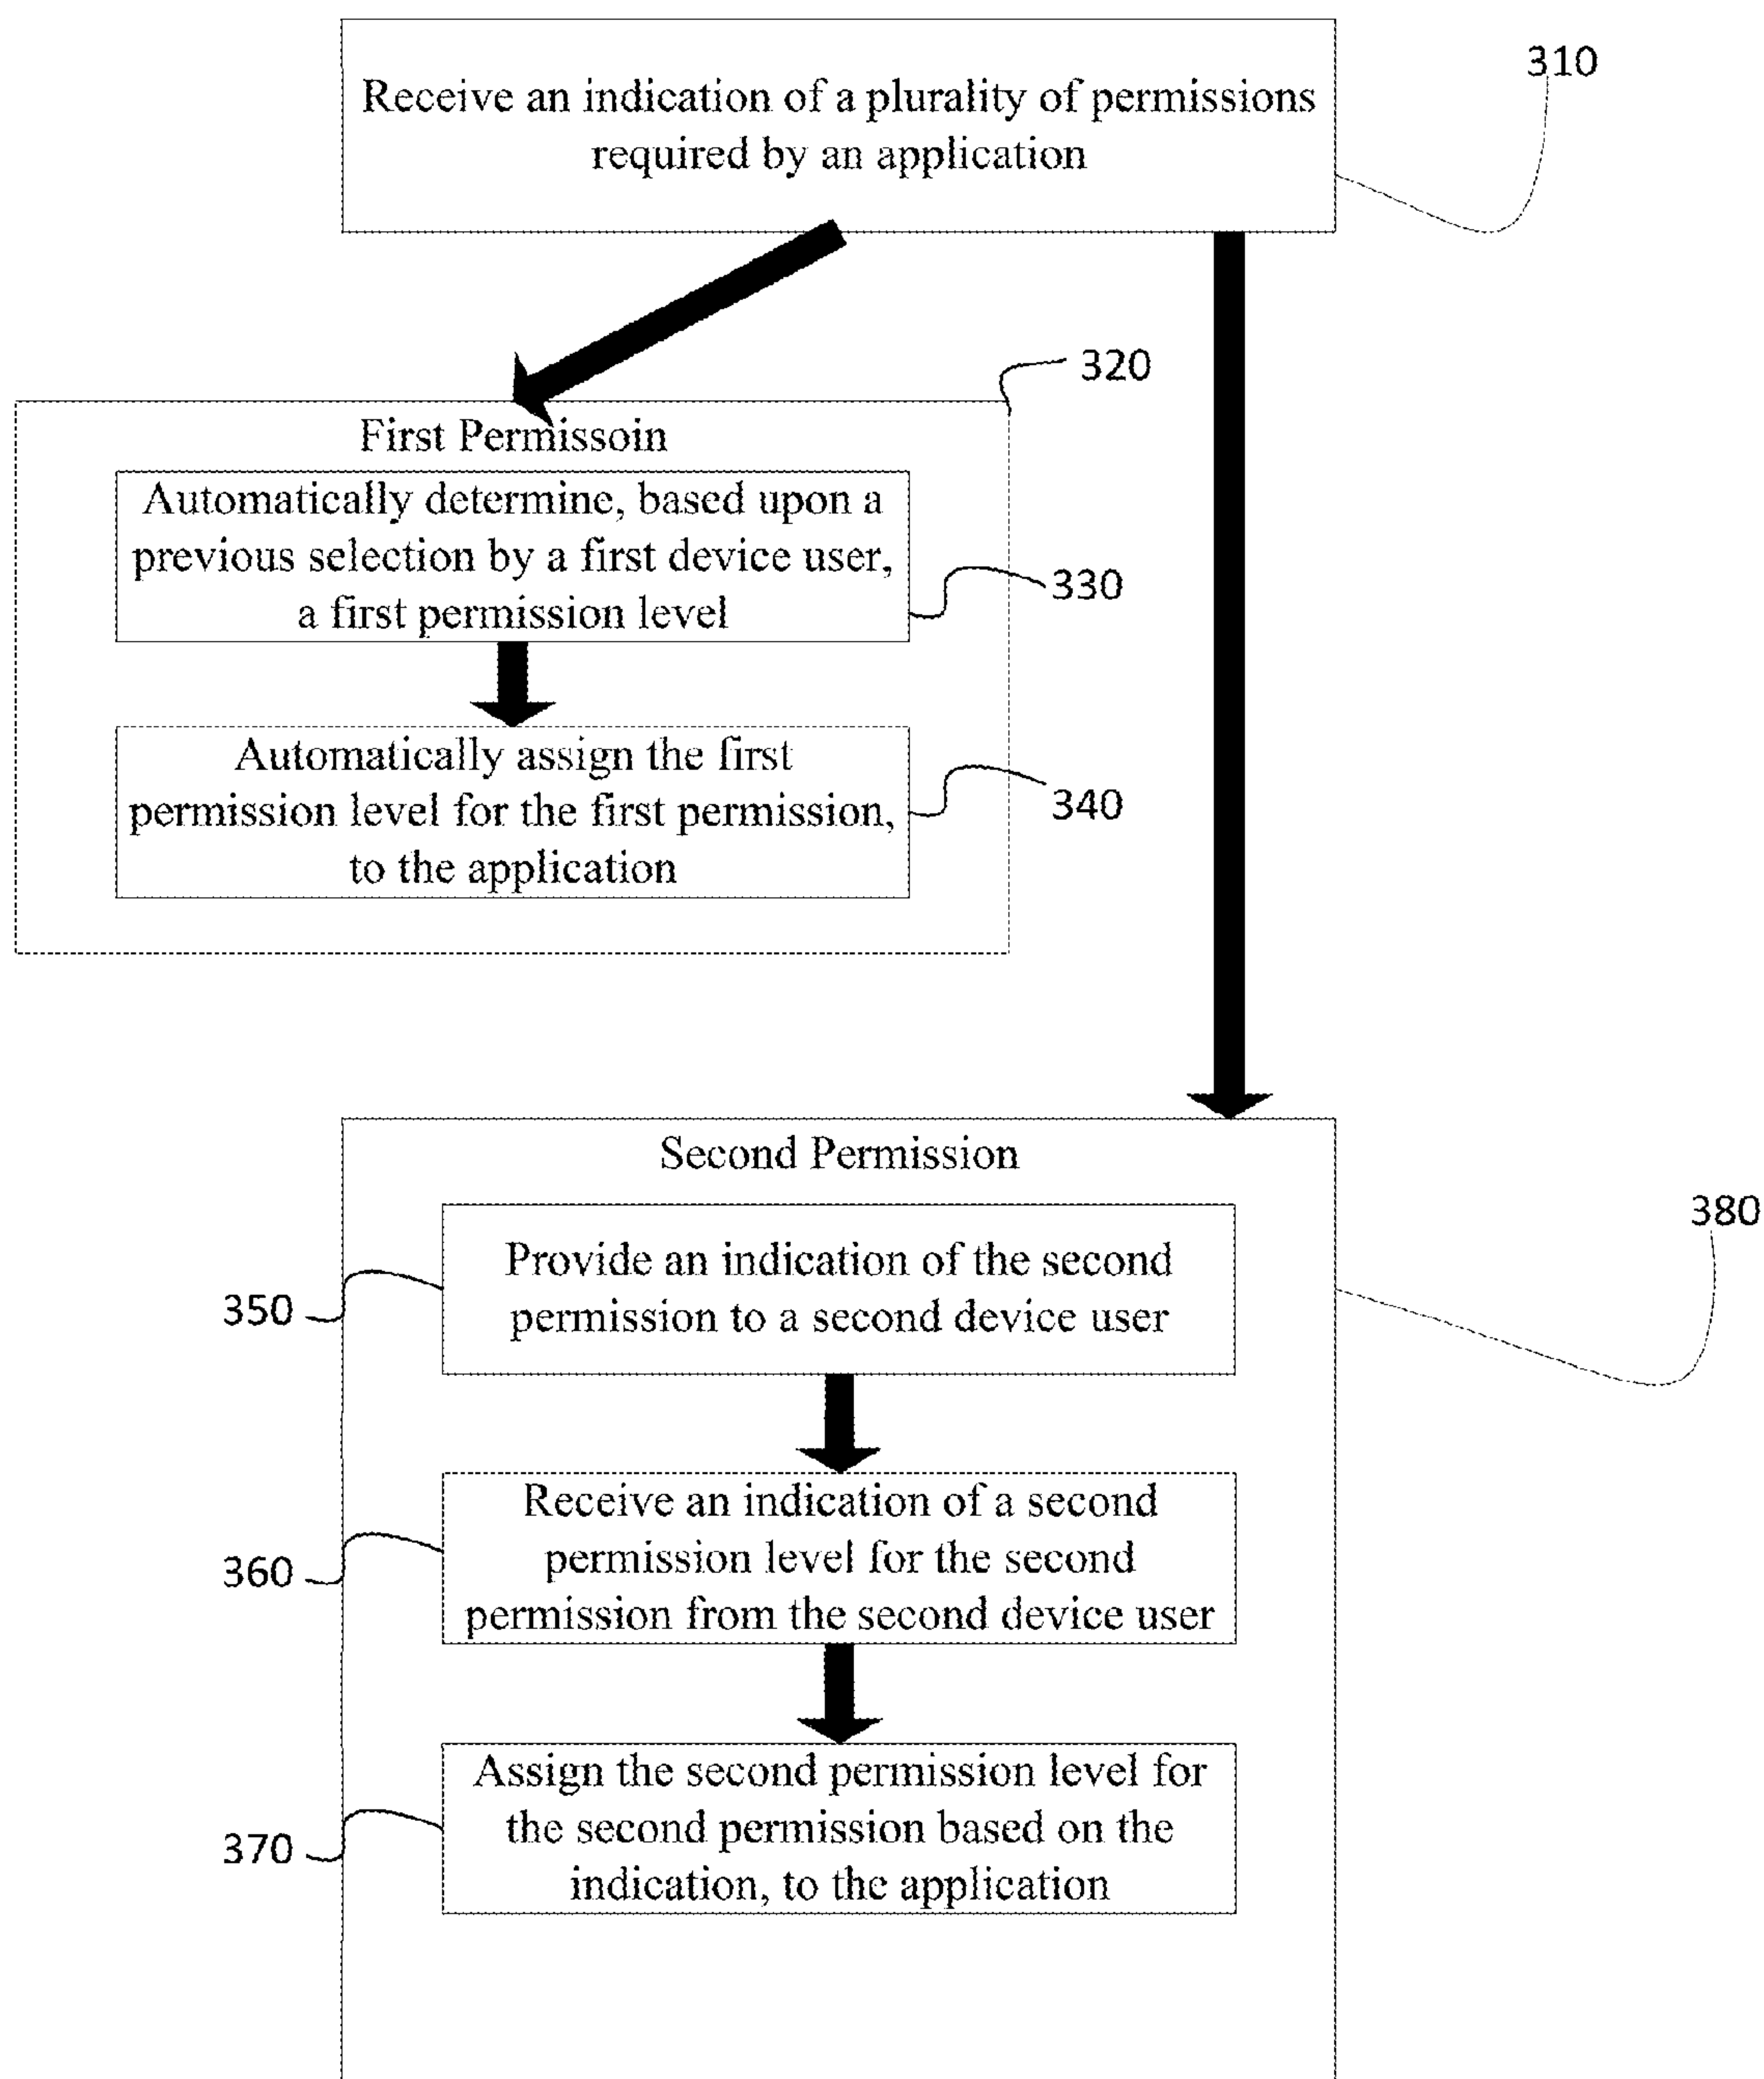 Receive an indication of a plurality of permissions
required by an application
310
320
First Permissoin
Automatically determine, based upon a
previous selection by a first device user,
a first permission level
330
Automatically assign the first
permission level for the first permission,
to the application
340
Second Permission
380
Provide an indication of the second
permission to a second device user
350
Receive an indication of a second
permission level for the second
permission from the second device user
360
Assign the second permission level for
the second permission based on the
indication, to the application
370